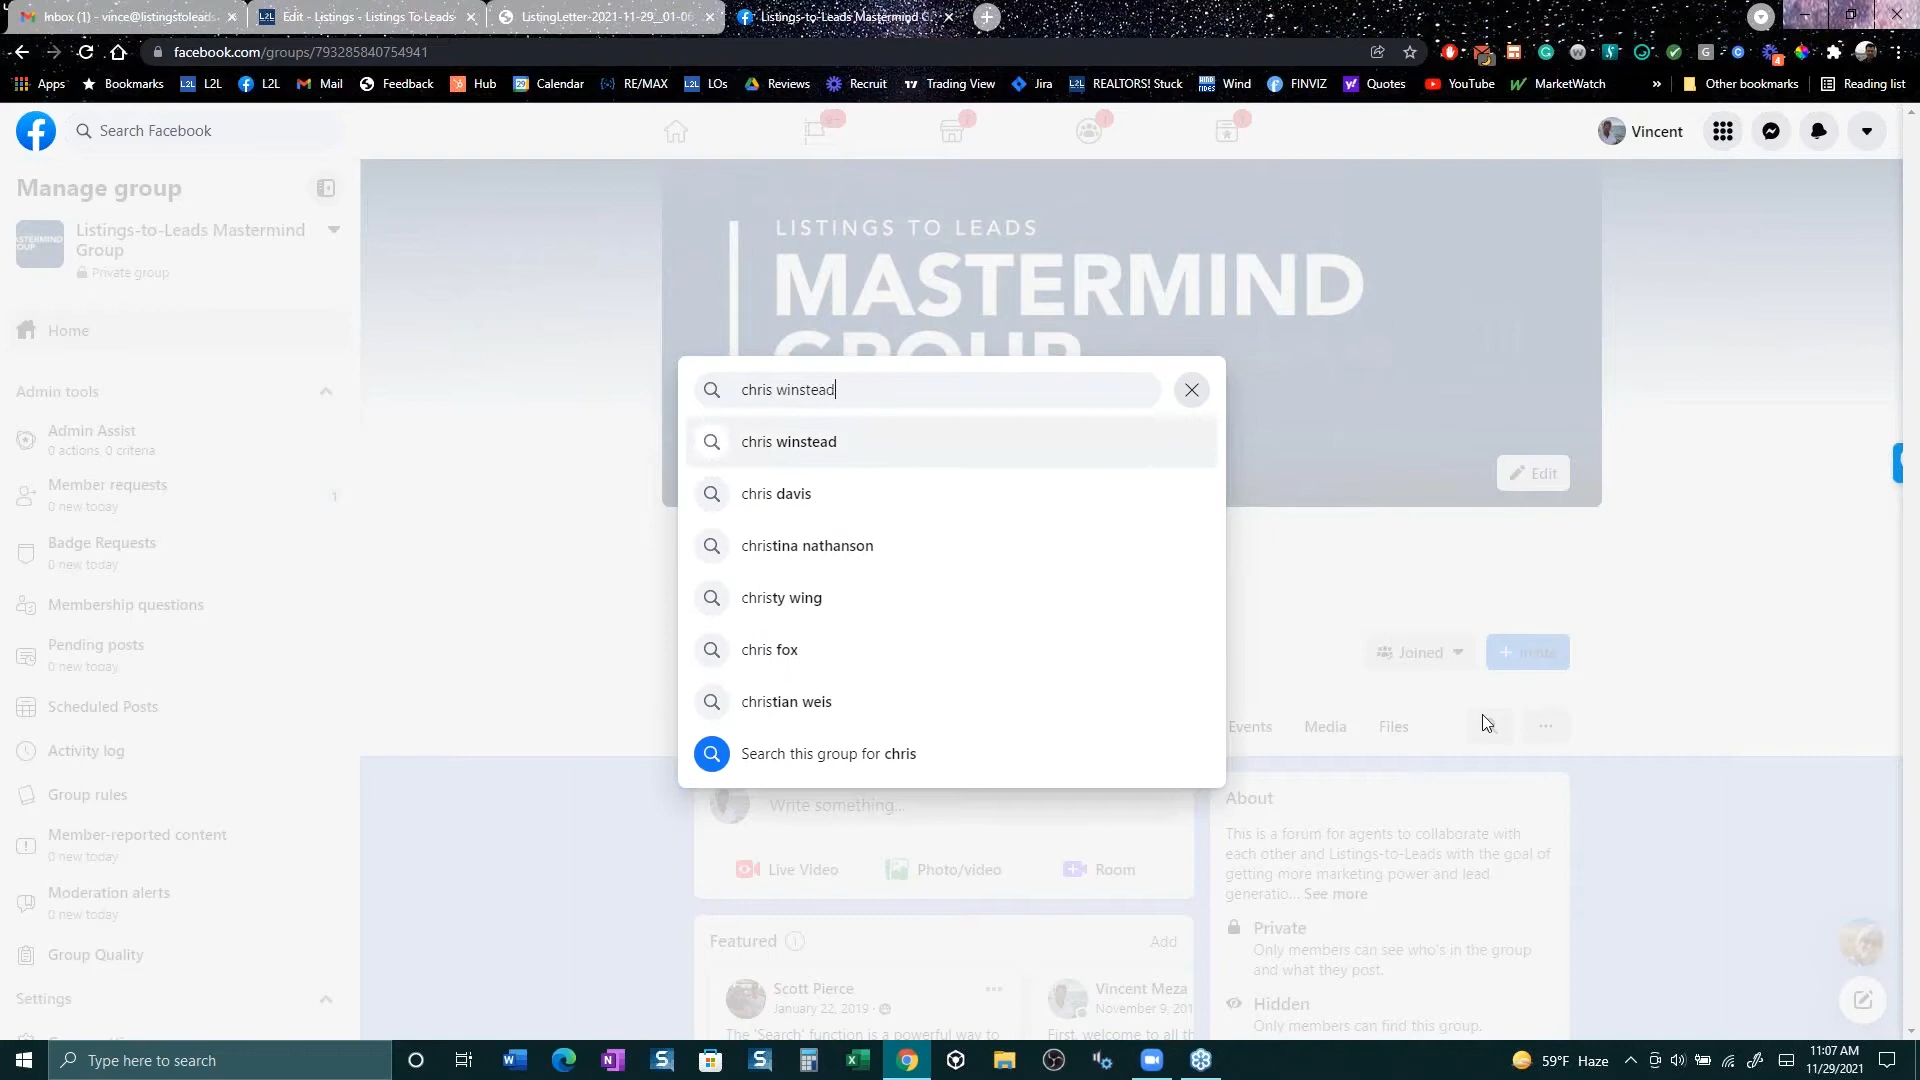 Inbox (1) - vince@listingstoleads.
Edit - Listings - Listings To Leads
ListingLetter-2021-11-29__01-06
Listings-to-Leads Mastermind G
facebook.com/groups/793285840754941
Apps
Bookmarks
L2L
L2L
Mail
Feedback
Hub
Calendar
RE/MAX
LOs
Reviews
Recruit
Trading View
Jira
REALTORS! Stuck
Wind
FINVIZ
Quotes
YouTube
MarketWatch
»
Other bookmarks
Reading list
Search Facebook
Vincent
Manage group
Listings-to-Leads Mastermind
Group
Private group
Home
Admin tools
Admin Assist
0 actions, 0 criteria
Member requests
0 new today
1
Badge Requests
0 new today
Membership questions
Pending posts
0 new today
Scheduled Posts
Activity log
Group rules
Member-reported content
0 new today
Moderation alerts
0 new today
Group Quality
Settings
LISTINGS TO LEADS
MASTERMIND
GROUP
Edit
chris winstead
chris winstead
chris davis
christina nathanson
christy wing
chris fox
christian weis
Search this group for chris
Joined
+ Invite
Events
Media
Files
Write something...
Live Video
Photo/video
Room
Featured
Add
Scott Pierce
January 22, 2019
The 'Search' function is a powerful way to
Vincent Meza
November 9, 201
First, welcome to all th
About
This is a forum for agents to collaborate with
each other and Listings-to-Leads with the goal of
getting more marketing power and lead
generatio... See more
Private
Only members can see who's in the group
and what they post.
Hidden
Only members can find this group.
Type here to search
59°F Haze
11:07 AM
11/29/2021